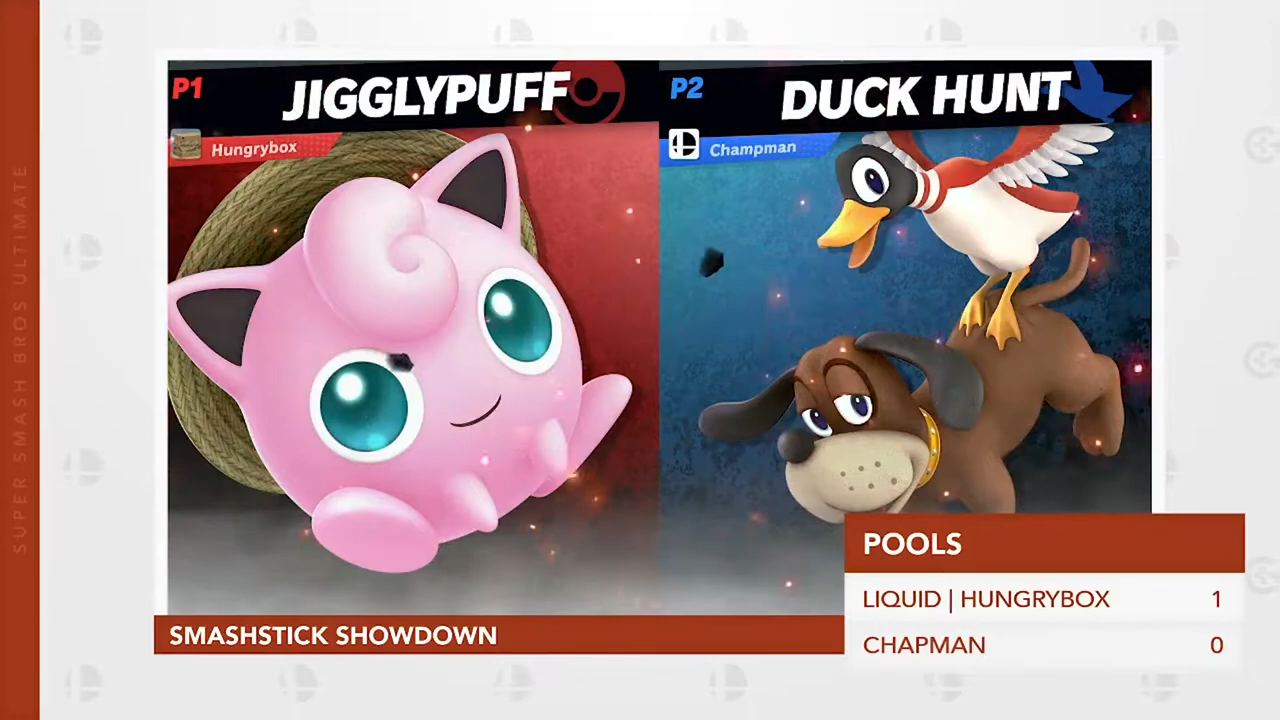 SUPER SMASH BROS ULTIMATE
P1
JIGGLYPUFF
Hungrybox
P2
DUCK HUNT
Champman
POOLS
LIQUID | HUNGRYBOX 1
CHAPMAN 0
SMASHSTICK SHOWDOWN